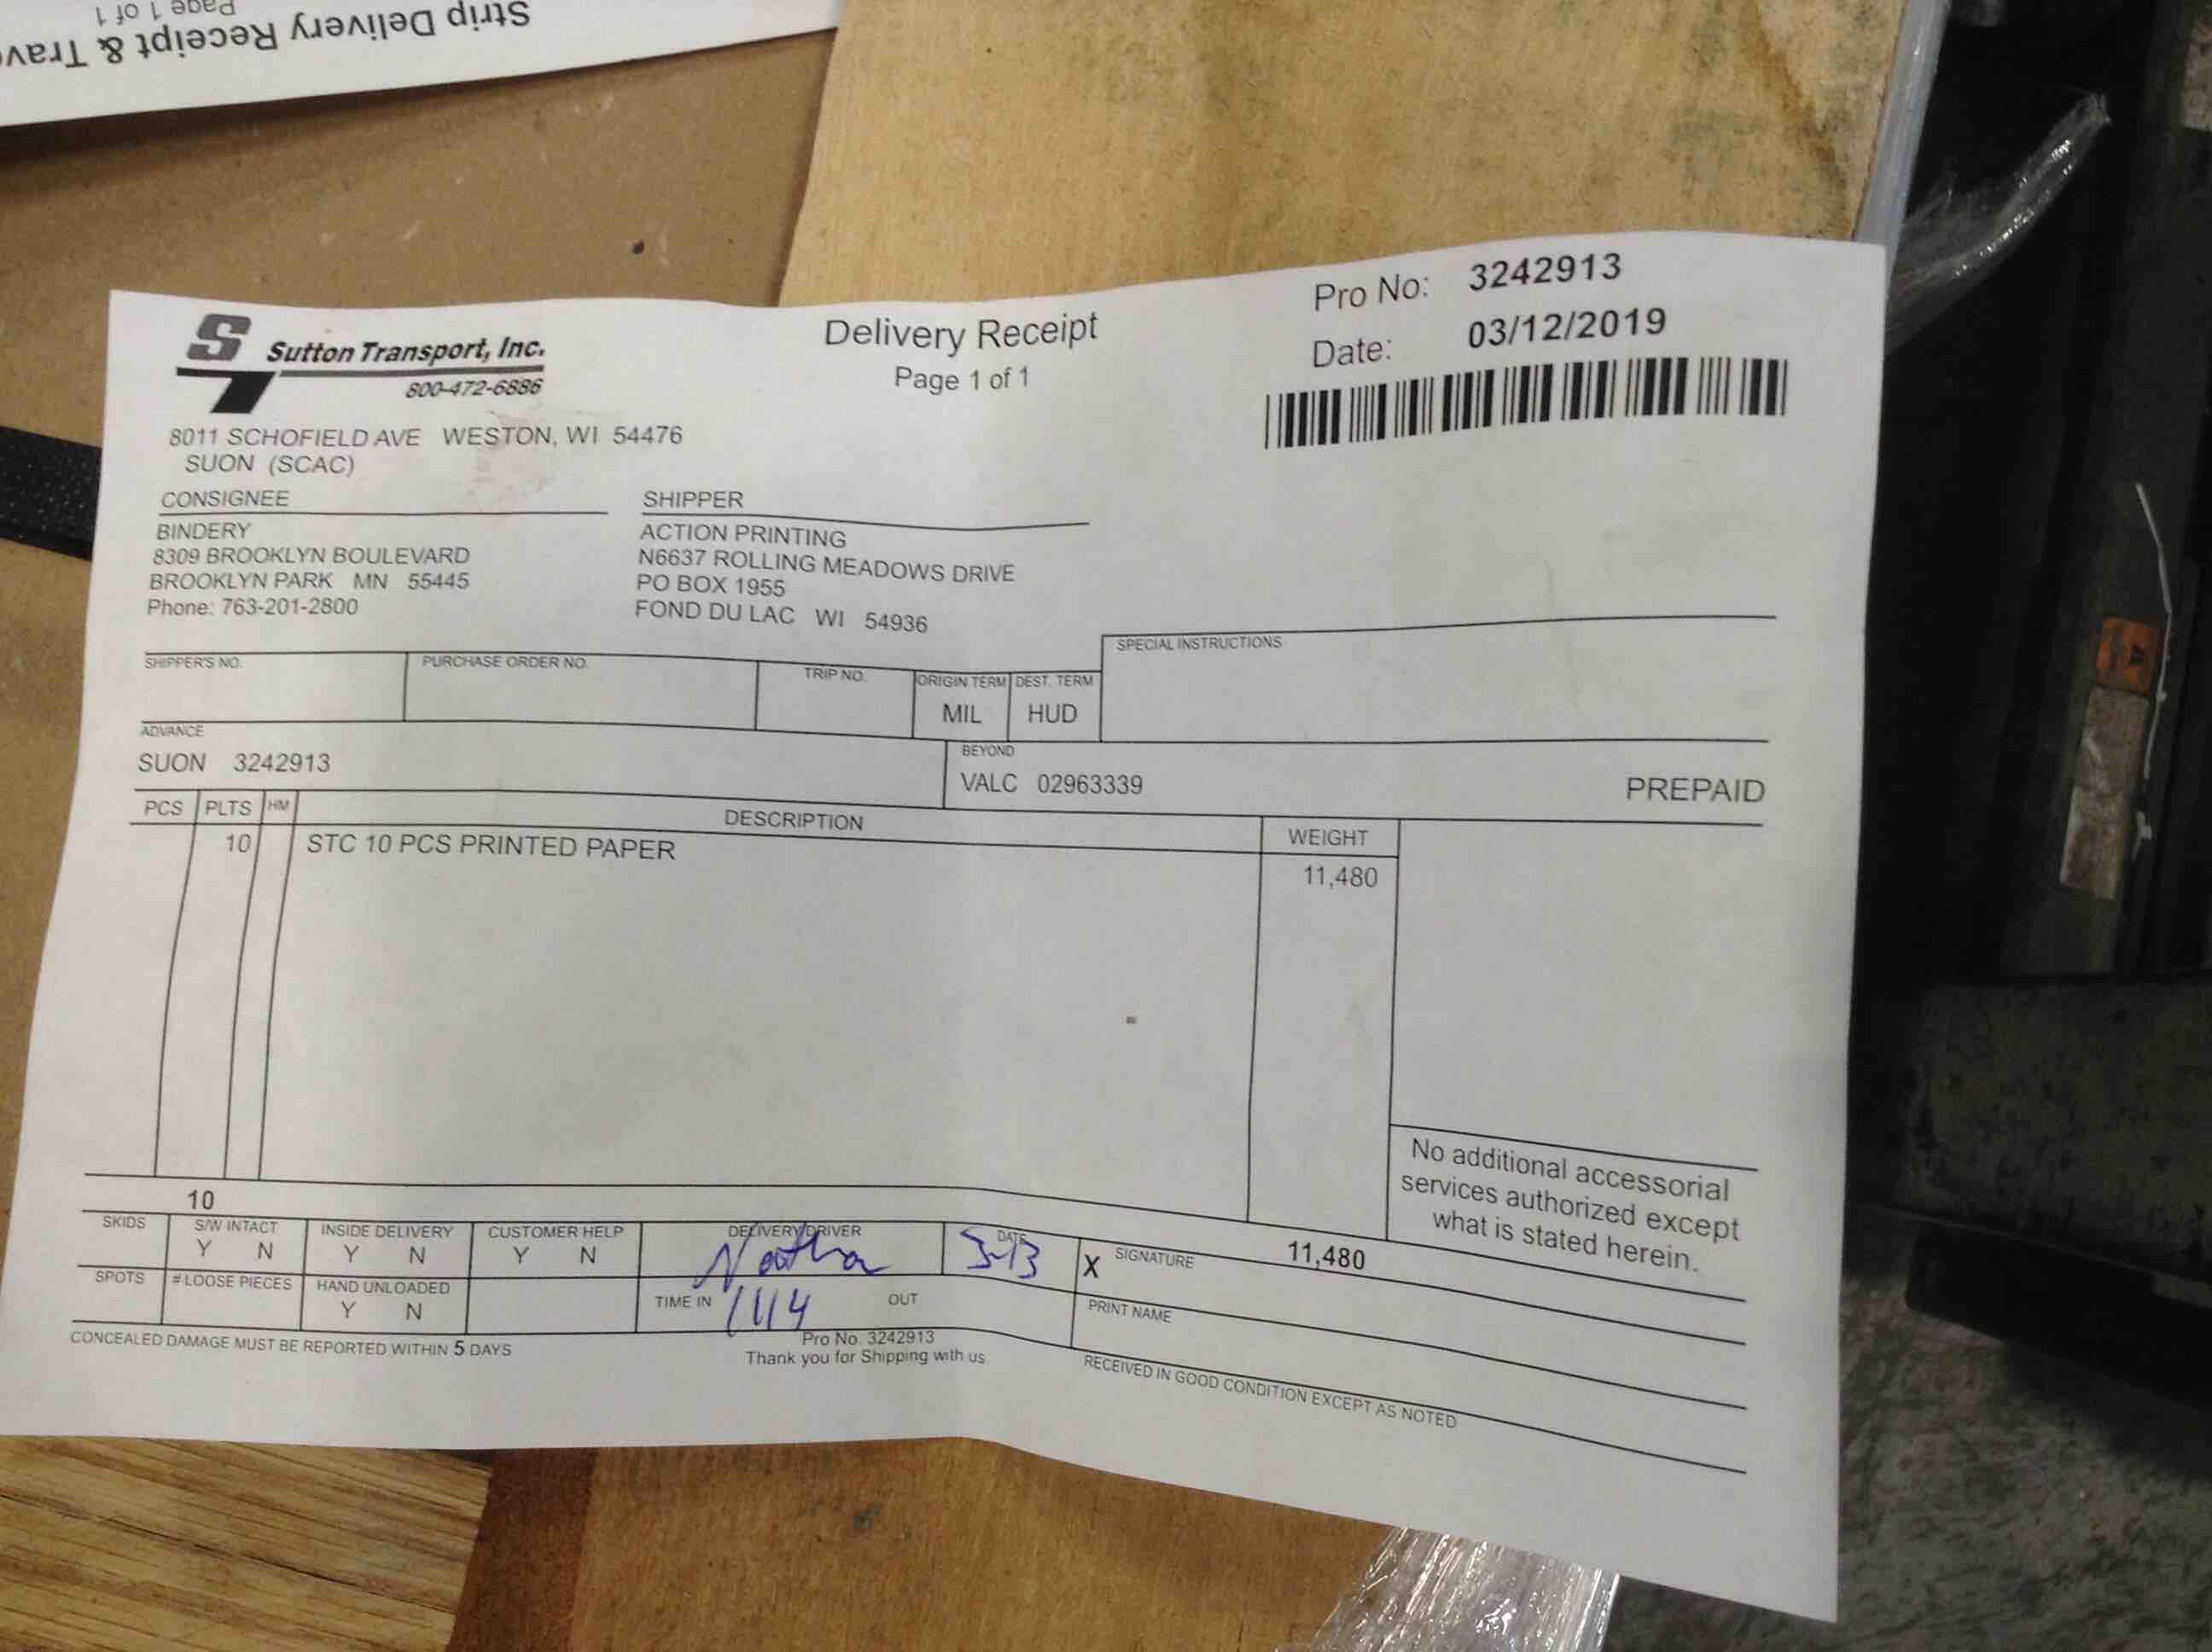 Strip Delivery Receipt & Trav
Page 1 of 1
S Sutton Transport, Inc.
800-472-6886
8011 SCHOFIELD AVE WESTON, WI 54476
SUON (SCAC)
Delivery Receipt
Page 1 of 1
Pro No: 3242913
Date: 03/12/2019
CONSIGNEE
BINDERY
8309 BROOKLYN BOULEVARD
BROOKLYN PARK MN 55445
Phone: 763-201-2800
SHIPPER
ACTION PRINTING
N6637 ROLLING MEADOWS DRIVE
PO BOX 1955
FOND DU LAC WI 54936
SHIPPER'S NO. PURCHASE ORDER NO. TRIP NO. ORIGIN TERM DEST. TERM SPECIAL INSTRUCTIONS
MIL HUD
ADVANCE
SUON 3242913
BEYOND
VALC 02963339
PREPAID
PCS PLTS HM DESCRIPTION WEIGHT
10 STC 10 PCS PRINTED PAPER 11,480
No additional accessorial
services authorized except
what is stated herein.
10
11,480
SKIDS S/W INTACT INSIDE DELIVERY CUSTOMER HELP DELIVERY DRIVER DATE X SIGNATURE
Y N Y N Y N Nathan 3-13
SPOTS # LOOSE PIECES HAND UNLOADED TIME IN 1114 OUT PRINT NAME
Y N
CONCEALED DAMAGE MUST BE REPORTED WITHIN 5 DAYS
Pro No. 3242913
Thank you for Shipping with us.
RECEIVED IN GOOD CONDITION EXCEPT AS NOTED